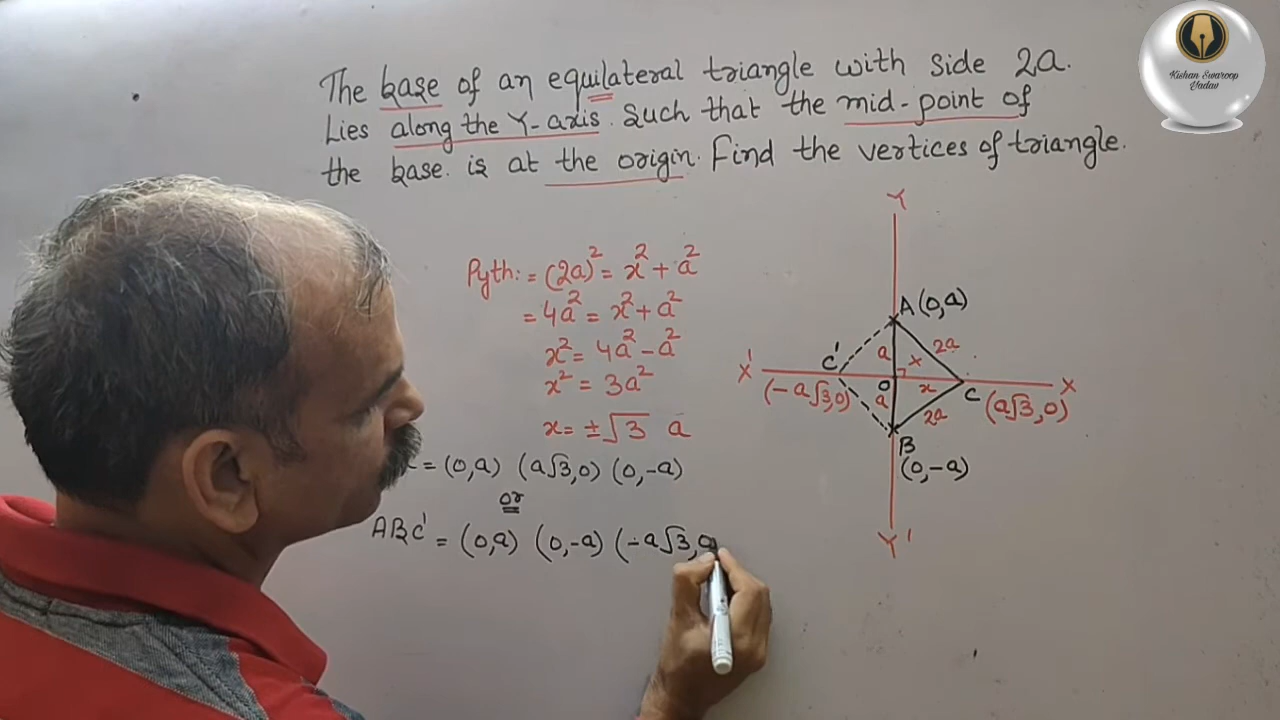 The base of an equilateral triangle with side 2a.
Lies along the Y-axis. Such that the mid-point of
the base. is at the origin. Find the vertices of triangle.
Kishan Swaroop
Yadav
Pyth: = (2a)² = x² + a²
= 4a² = x² + a²
x² = 4a² - a²
x² = 3a²
x = ±√3 a
= (0,a) (a√3,0) (0,-a)
or
ABC' = (0,a) (0,-a) (-a√3,0
Y
A (0,a)
C'
a
x
2a
X'
O
x
X
(-a√3,0)
a
2a
C (a√3,0)
B
(0,-a)
Y'